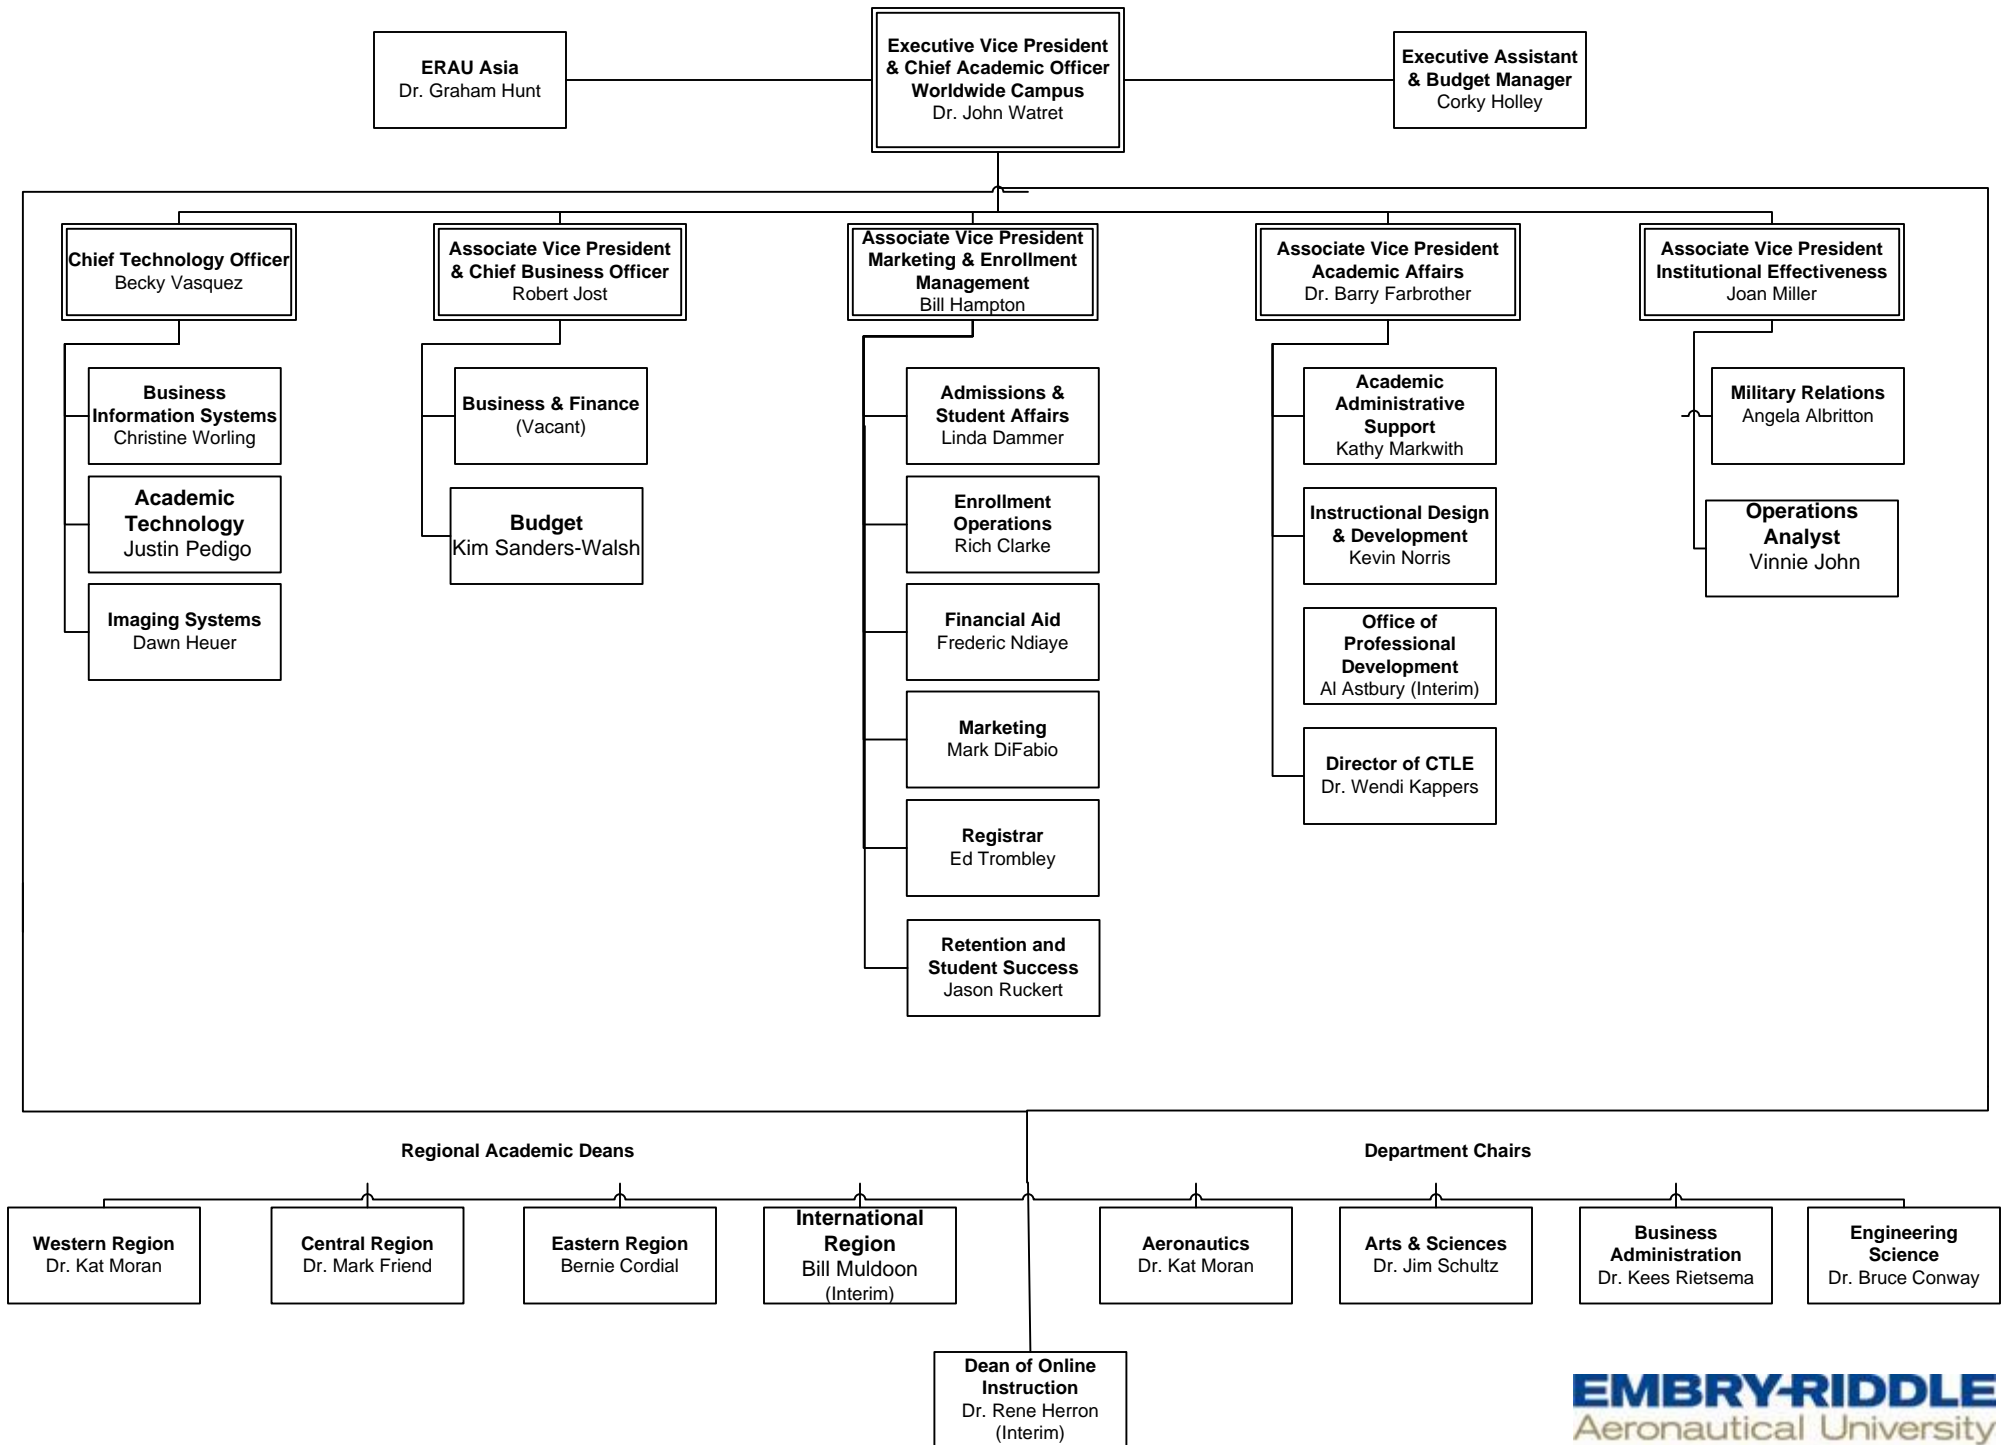 ERAU Asia
Dr. Graham Hunt
Executive Vice President
& Chief Academic Officer
Worldwide Campus
Dr. John Watret
Executive Assistant
& Budget Manager
Corky Holley
Chief Technology Officer
Becky Vasquez
Associate Vice President
& Chief Business Officer
Robert Jost
Associate Vice President
Marketing & Enrollment
Management
Bill Hampton
Associate Vice President
Academic Affairs
Dr. Barry Farbrother
Associate Vice President
Institutional Effectiveness
Joan Miller
Business
Information Systems
Christine Worling
Academic
Technology
Justin Pedigo
Imaging Systems
Dawn Heuer
Business & Finance
(Vacant)
Budget
Kim Sanders-Walsh
Admissions &
Student Affairs
Linda Dammer
Enrollment
Operations
Rich Clarke
Financial Aid
Frederic Ndiaye
Marketing
Mark DiFabio
Registrar
Ed Trombley
Retention and
Student Success
Jason Ruckert
Academic
Administrative
Support
Kathy Markwith
Instructional Design
& Development
Kevin Norris
Office of
Professional
Development
Al Astbury (Interim)
Director of CTLE
Dr. Wendi Kappers
Military Relations
Angela Albritton
Operations
Analyst
Vinnie John
Regional Academic Deans
Department Chairs
Western Region
Dr. Kat Moran
Central Region
Dr. Mark Friend
Eastern Region
Bernie Cordial
International
Region
Bill Muldoon
(Interim)
Aeronautics
Dr. Kat Moran
Arts & Sciences
Dr. Jim Schultz
Business
Administration
Dr. Kees Rietsema
Engineering
Science
Dr. Bruce Conway
Dean of Online
Instruction
Dr. Rene Herron
(Interim)
EMBRY-RIDDLE
Aeronautical University